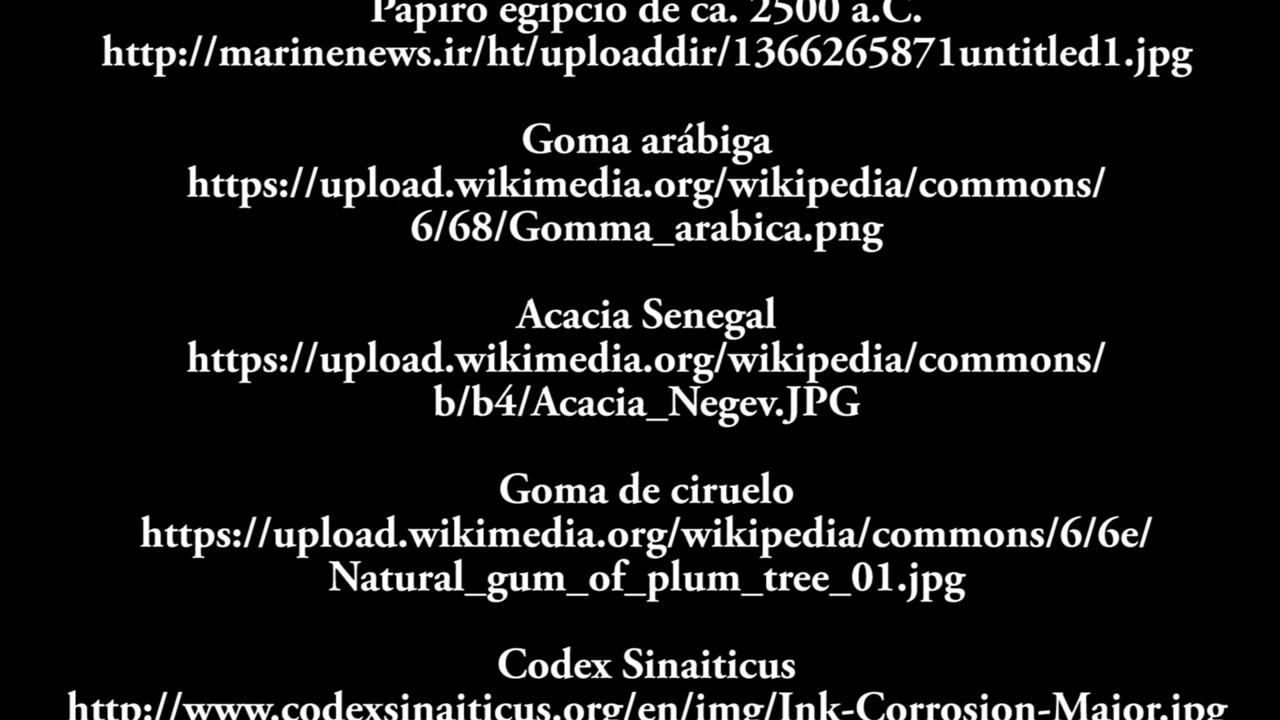 Papiro egipcio de ca. 2500 a.C.
http://marinenews.ir/ht/uploaddir/1366265871untitled1.jpg
Goma arábiga
https://upload.wikimedia.org/wikipedia/commons/
6/68/Gomma_arabica.png
Acacia Senegal
https://upload.wikimedia.org/wikipedia/commons/
b/b4/Acacia_Negev.JPG
Goma de ciruelo
https://upload.wikimedia.org/wikipedia/commons/6/6e/
Natural_gum_of_plum_tree_01.jpg
Codex Sinaiticus
http://www.codexsinaiticus.org/en/img/Ink-Corrosion-Major.jpg